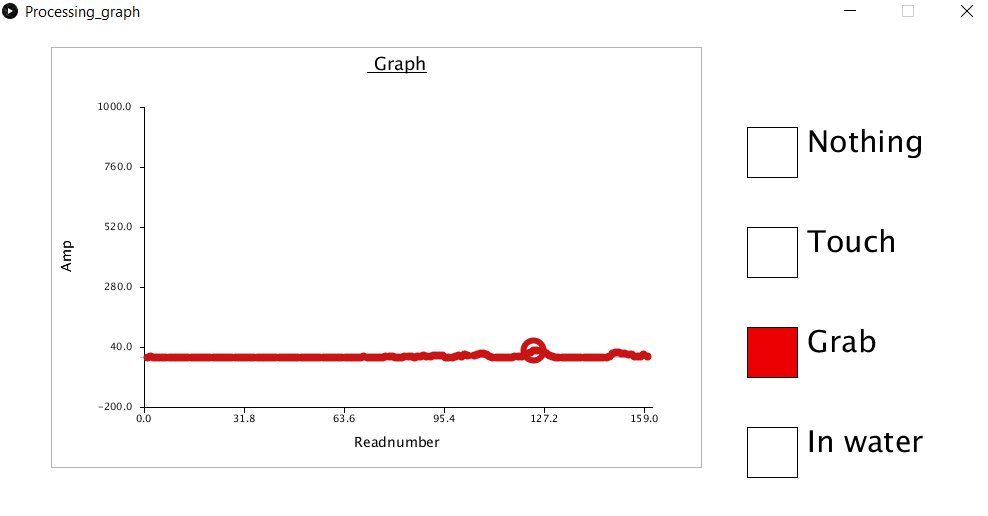 Processing_graph
Graph
1000.0
760.0
520.0
280.0
40.0
-200.0
Amp
0.0 31.8 63.6 95.4 127.2 159.0
Readnumber
Nothing
Touch
Grab
In water